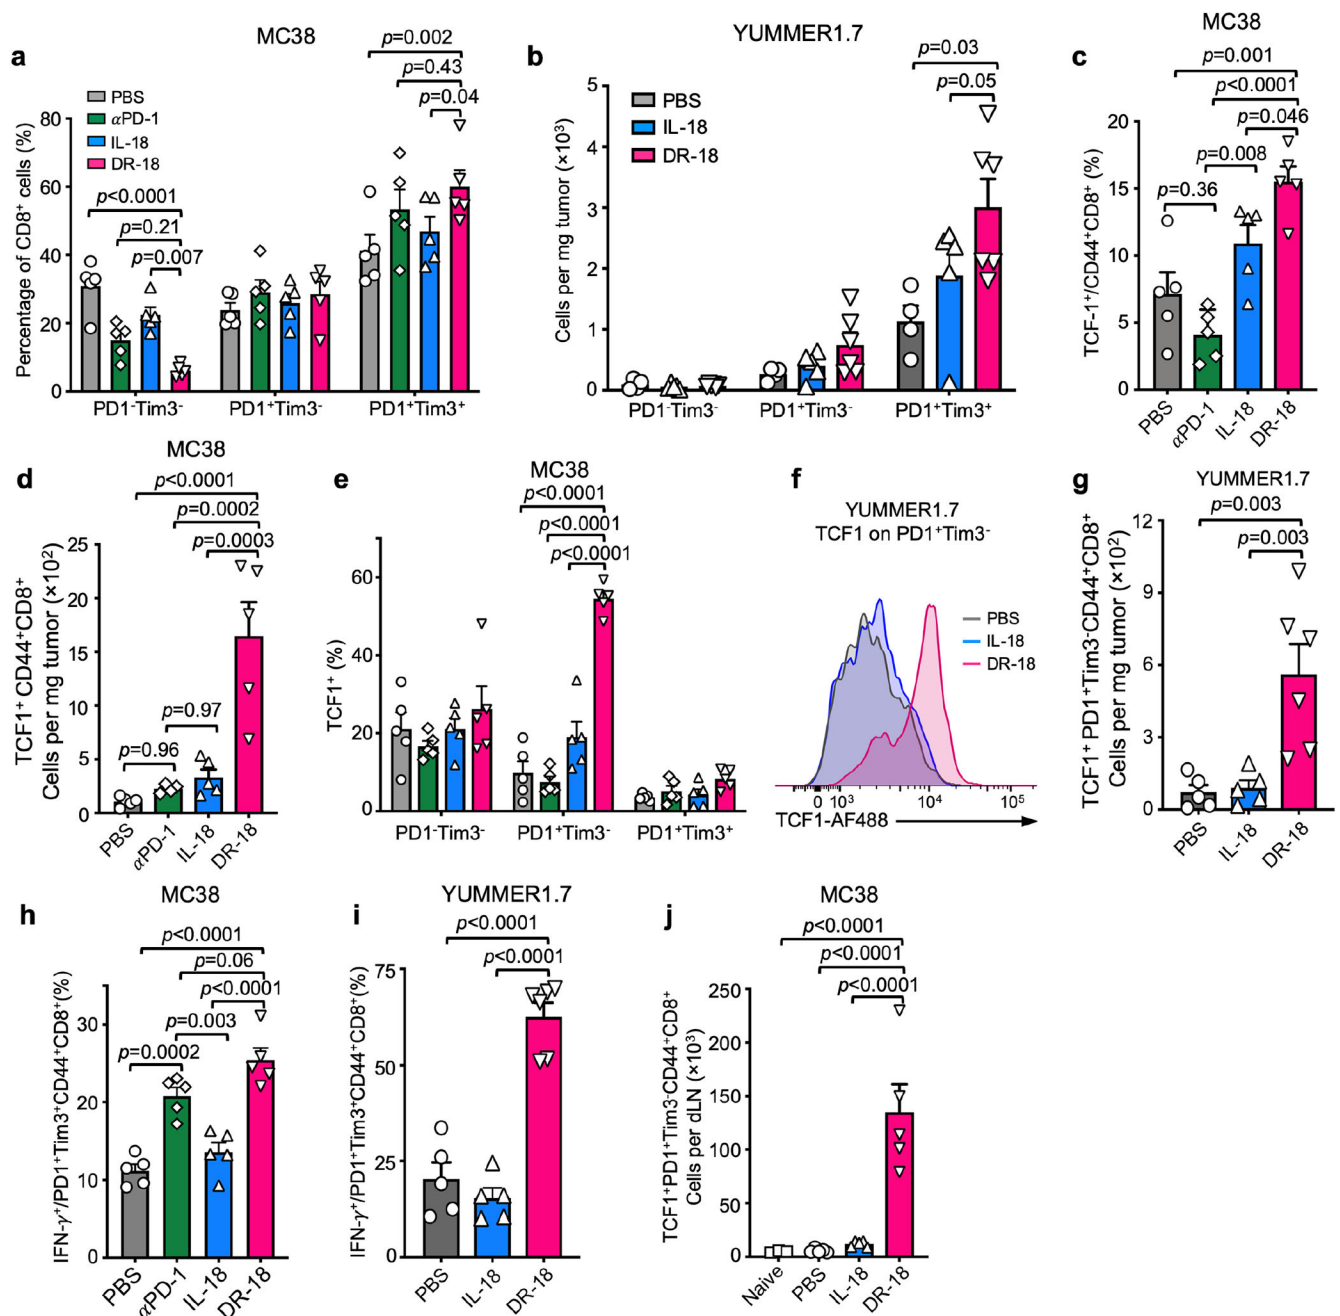 a
MC38
PBS
αPD-1
IL-18
DR-18
p<0.0001
p=0.21
p=0.007
p=0.002
p=0.43
p=0.04
Percentage of CD8⁺ cells (%)
80
60
40
20
0
PD1⁻Tim3⁻
PD1⁺Tim3⁻
PD1⁺Tim3⁺
b
YUMMER1.7
PBS
IL-18
DR-18
p=0.03
p=0.05
Cells per mg tumor (×10³)
5
4
3
2
1
0
PD1⁻Tim3⁻
PD1⁺Tim3⁻
PD1⁺Tim3⁺
c
MC38
p=0.001
p<0.0001
p=0.046
p=0.008
p=0.36
TCF-1⁺/CD44⁺CD8⁺ (%)
20
15
10
5
0
PBS
αPD-1
IL-18
DR-18
d
MC38
p<0.0001
p=0.0002
p=0.0003
p=0.97
p=0.96
TCF1⁺ CD44⁺CD8⁺
Cells per mg tumor (×10²)
25
20
15
10
5
0
PBS
αPD-1
IL-18
DR-18
e
MC38
p<0.0001
p<0.0001
p<0.0001
TCF1⁺ (%)
60
40
20
0
PD1⁻Tim3⁻
PD1⁺Tim3⁻
PD1⁺Tim3⁺
f
YUMMER1.7
TCF1 on PD1⁺Tim3⁻
PBS
IL-18
DR-18
0 10³ 10⁴ 10⁵
TCF1-AF488
g
YUMMER1.7
p=0.003
p=0.003
TCF1⁺ PD1⁺Tim3⁻CD44⁺CD8⁺
Cells per mg tumor (×10²)
12
9
6
3
0
PBS
IL-18
DR-18
h
MC38
p<0.0001
p=0.06
p<0.0001
p=0.003
p=0.0002
IFN-γ⁺/PD1⁺Tim3⁺CD44⁺CD8⁺(%)
30
20
10
0
PBS
αPD-1
IL-18
DR-18
i
YUMMER1.7
p<0.0001
p<0.0001
IFN-γ⁺/PD1⁺Tim3⁺CD44⁺CD8⁺(%)
75
50
25
0
PBS
IL-18
DR-18
j
MC38
p<0.0001
p<0.0001
p<0.0001
TCF1⁺PD1⁺Tim3⁻CD44⁺CD8⁺
Cells per dLN (×10³)
250
200
150
100
50
0
Naive
PBS
IL-18
DR-18